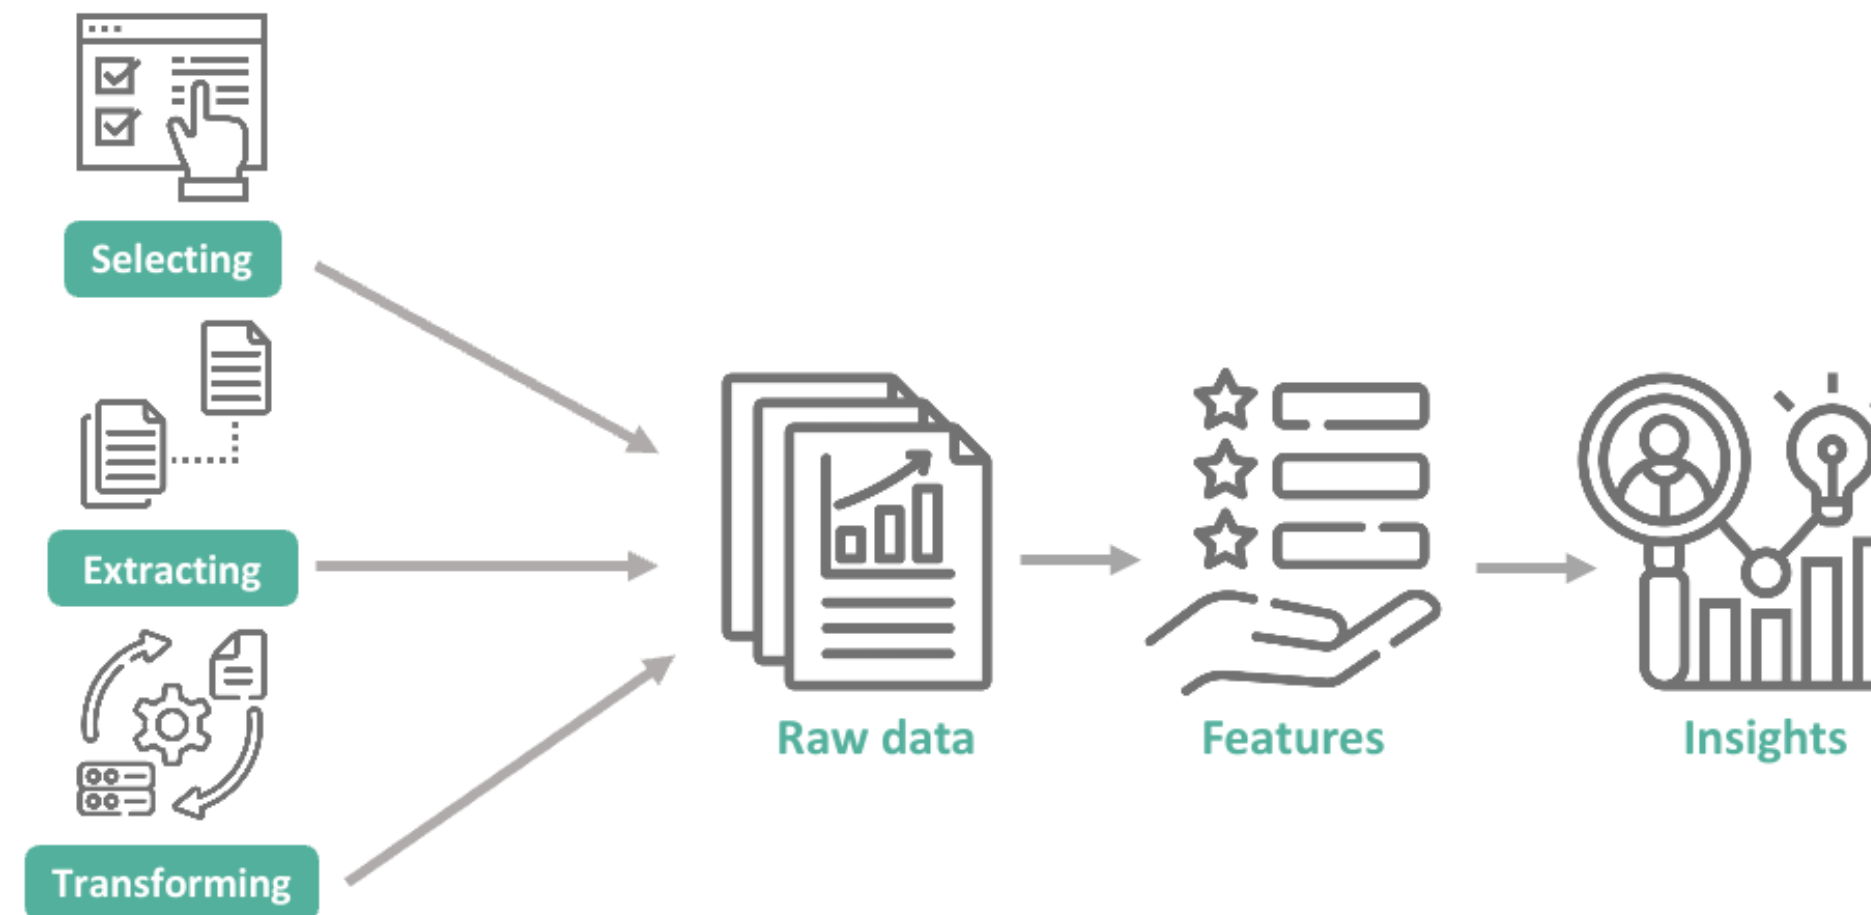 Selecting
Extracting
Transforming
Raw data
Features
Insights